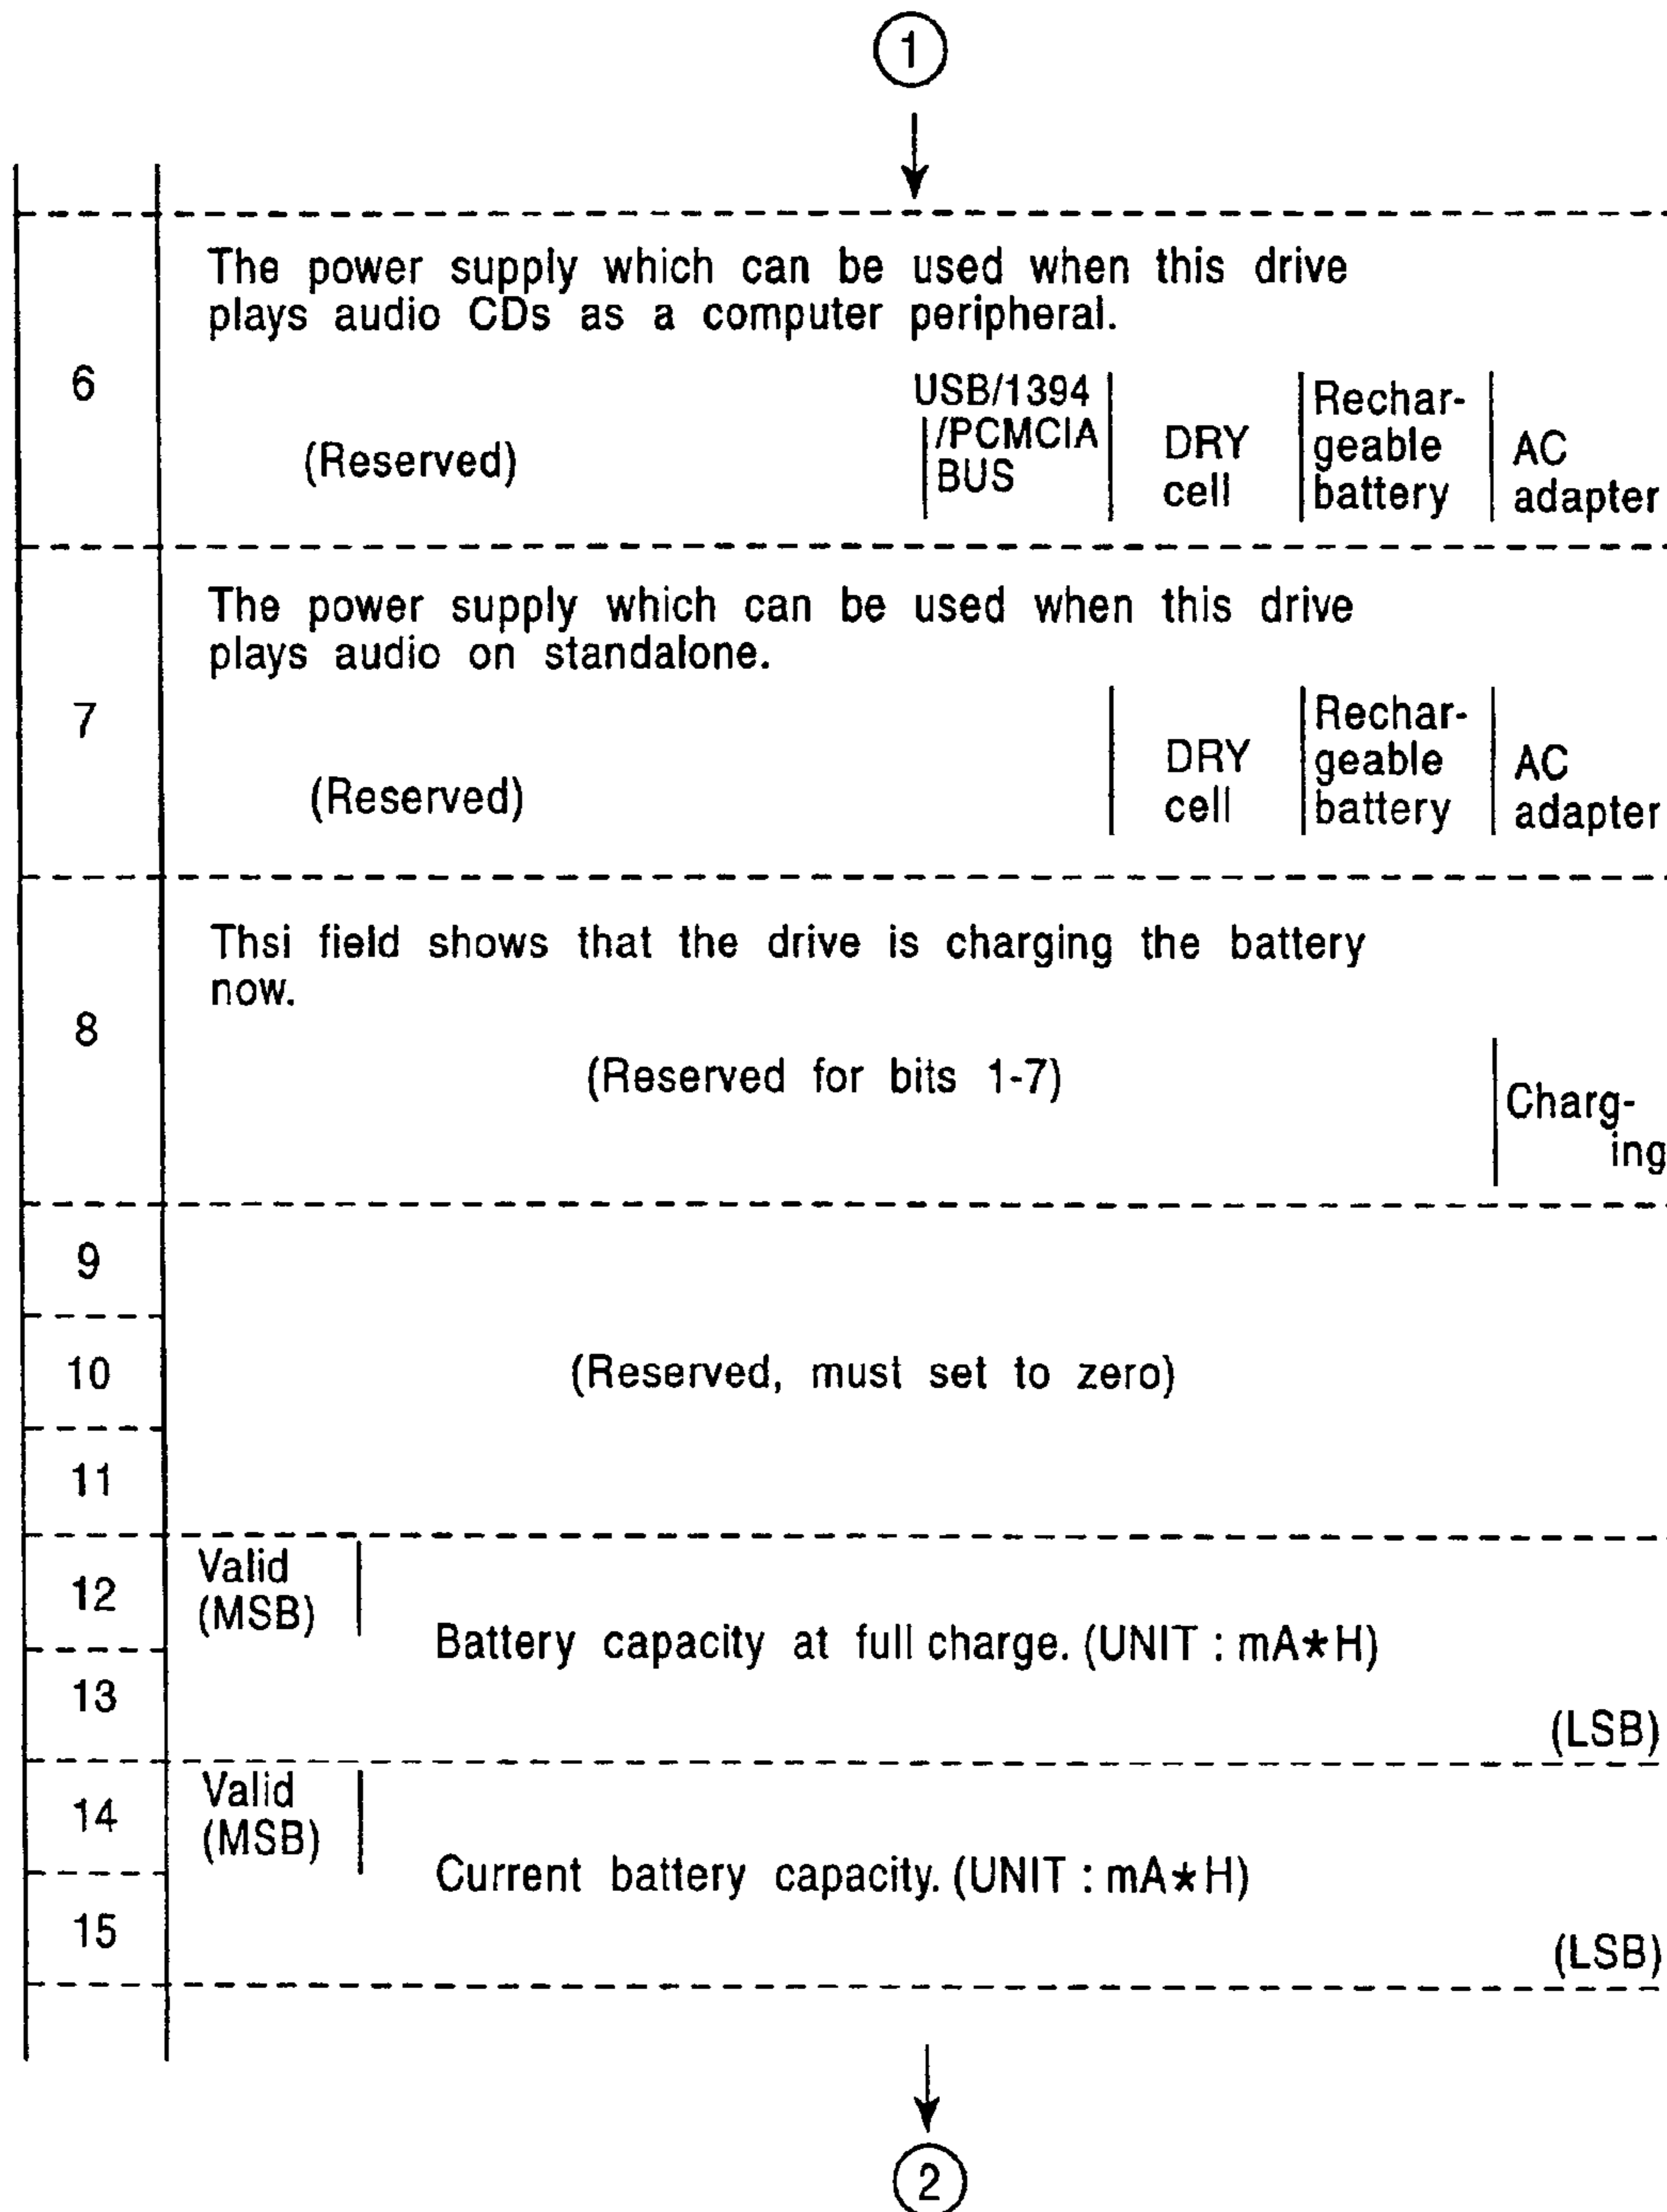 1
The power supply which can be used when this drive
plays audio CDs as a computer peripheral.
6
(Reserved)
USB/1394
/PCMCIA
BUS
DRY
cell
Rechar-
geable
battery
AC
adapter
The power supply which can be used when this drive
plays audio on standalone.
7
(Reserved)
DRY
cell
Rechar-
geable
battery
AC
adapter
Thsi field shows that the drive is charging the battery
now.
8
(Reserved for bits 1-7)
Charg-
ing
9
10
(Reserved, must set to zero)
11
12
Valid
(MSB)
Battery capacity at full charge. (UNIT : mA★H)
13
(LSB)
14
Valid
(MSB)
Current battery capacity. (UNIT : mA★H)
15
(LSB)
2